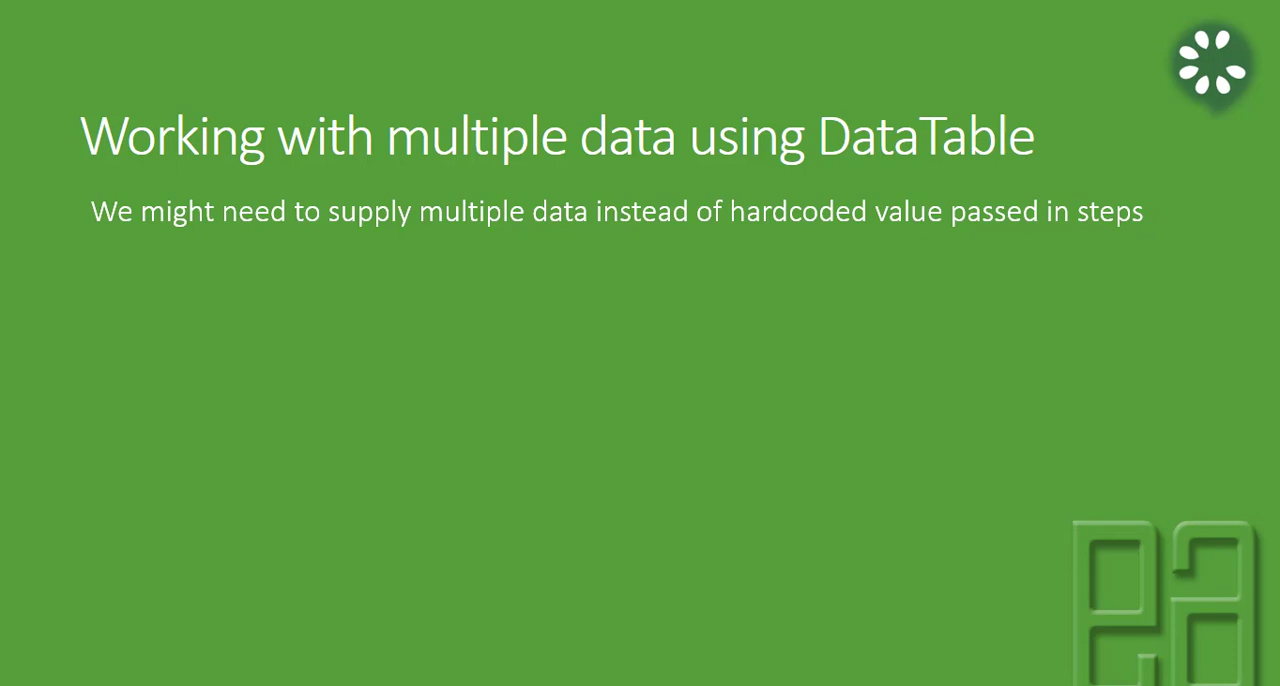 Working with multiple data using DataTable
We might need to supply multiple data instead of hardcoded value passed in steps